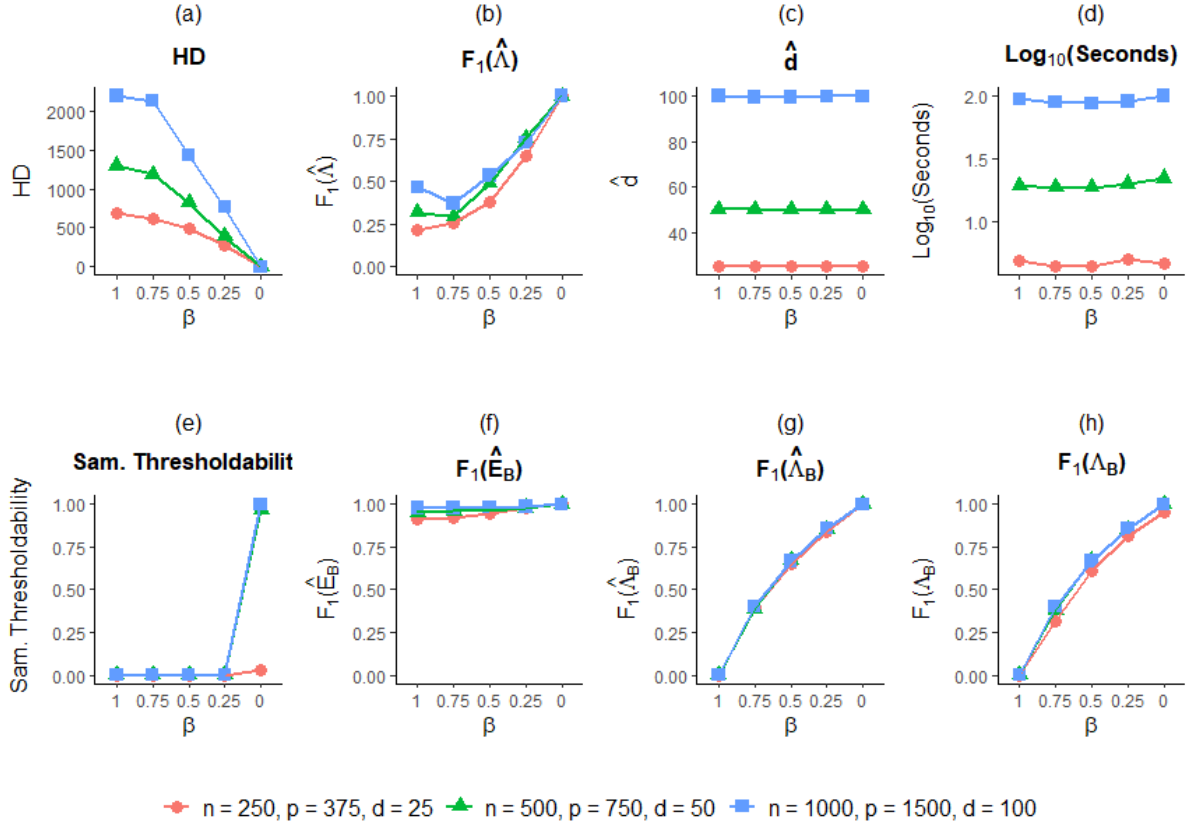 (a) (b) (c) (d)
HD F₁(Λ̂) d̂ Log₁₀(Seconds)
HD
2000
1500
1000
500
0
1 0.75 0.5 0.25 0
β
F₁(Λ̂)
1.00
0.75
0.50
0.25
0.00
1 0.75 0.5 0.25 0
β
d̂
100
80
60
40
1 0.75 0.5 0.25 0
β
Log₁₀(Seconds)
2.0
1.5
1.0
1 0.75 0.5 0.25 0
β
(e) (f) (g) (h)
Sam. Thresholdabilit F₁(Ê_B) F₁(Λ̂_B) F₁(Λ_B)
Sam. Thresholdability
1.00
0.75
0.50
0.25
0.00
1 0.75 0.5 0.25 0
β
F₁(Ê_B)
1.00
0.75
0.50
0.25
0.00
1 0.75 0.5 0.25 0
β
F₁(Λ̂_B)
1.00
0.75
0.50
0.25
0.00
1 0.75 0.5 0.25 0
β
F₁(Λ_B)
1.00
0.75
0.50
0.25
0.00
1 0.75 0.5 0.25 0
β
n = 250, p = 375, d = 25 n = 500, p = 750, d = 50 n = 1000, p = 1500, d = 100